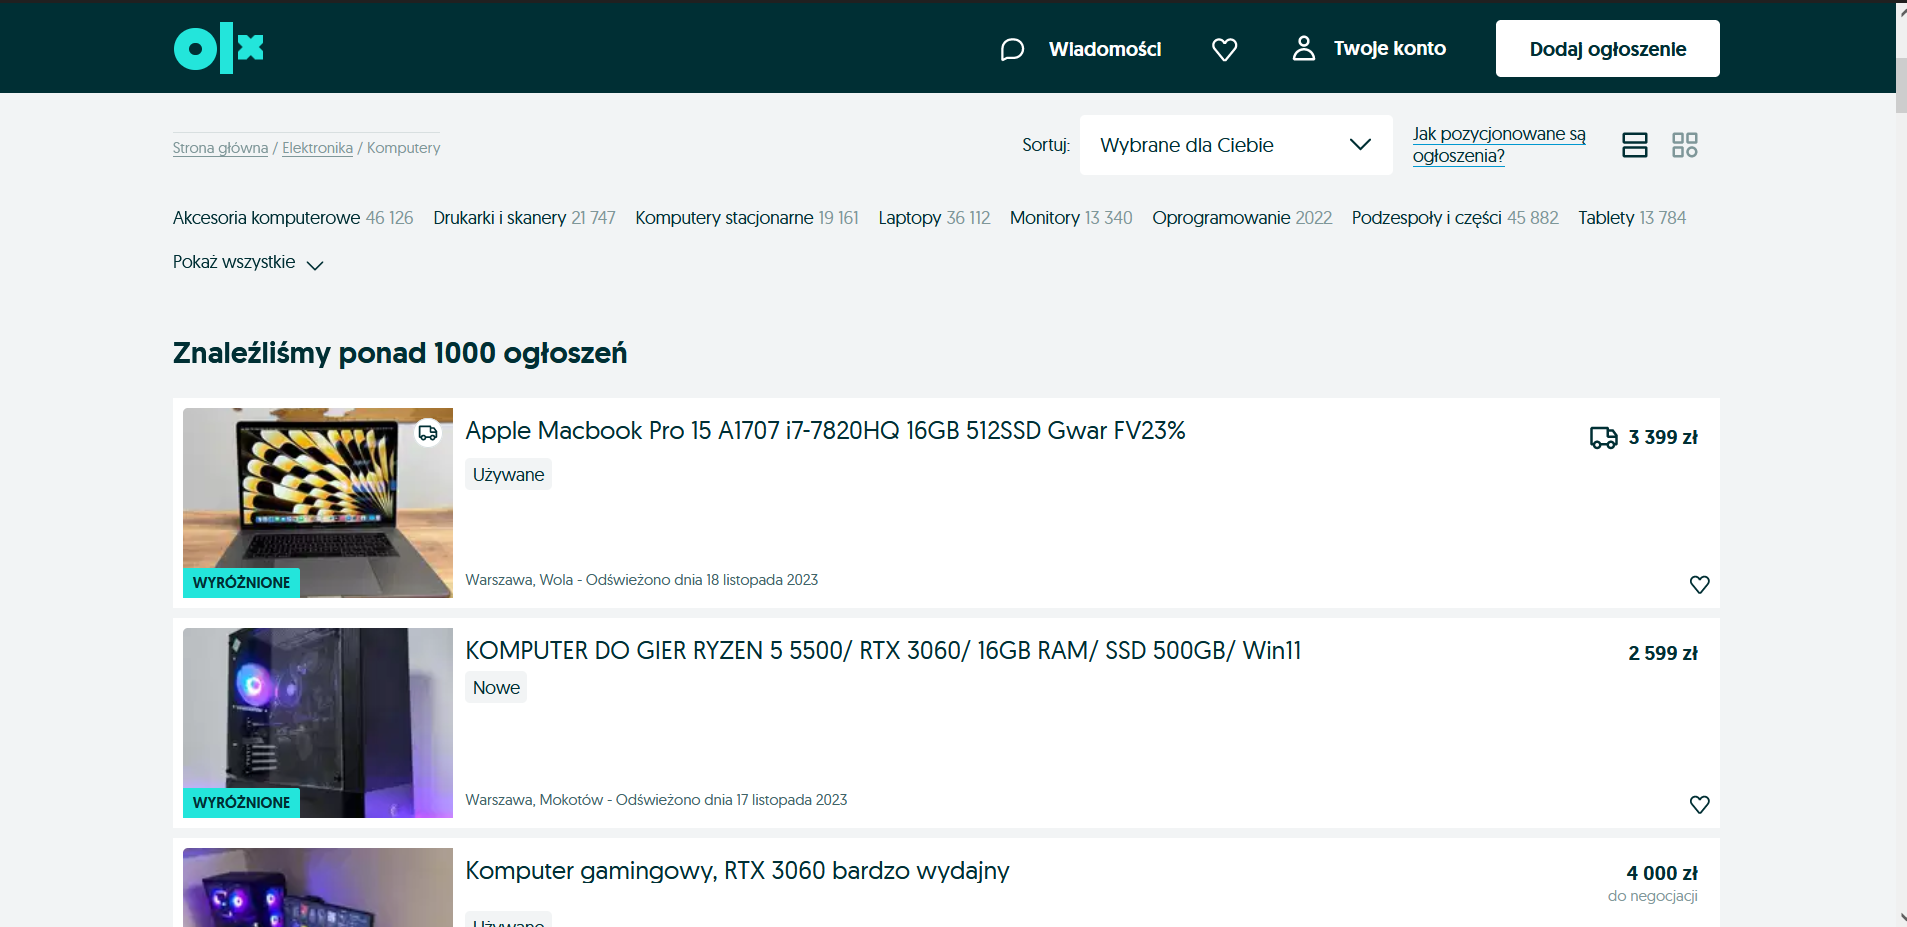 olx
Wiadomości
Twoje konto
Dodaj ogłoszenie
Strona główna / Elektronika / Komputery
Sortuj:
Wybrane dla Ciebie
Jak pozycjonowane są
ogłoszenia?
Akcesoria komputerowe 46 126 Drukarki i skanery 21 747 Komputery stacjonarne 19 161 Laptopy 36 112 Monitory 13 340 Oprogramowanie 2022 Podzespoły i części 45 882 Tablety 13 784
Pokaż wszystkie
Znaleźliśmy ponad 1000 ogłoszeń
Apple Macbook Pro 15 A1707 i7-7820HQ 16GB 512SSD Gwar FV23%
3 399 zł
Używane
WYRÓŻNIONE
Warszawa, Wola - Odświeżono dnia 18 listopada 2023
KOMPUTER DO GIER RYZEN 5 5500/ RTX 3060/ 16GB RAM/ SSD 500GB/ Win11
2 599 zł
Nowe
WYRÓŻNIONE
Warszawa, Mokotów - Odświeżono dnia 17 listopada 2023
Komputer gamingowy, RTX 3060 bardzo wydajny
4 000 zł
do negocjacji
Używane